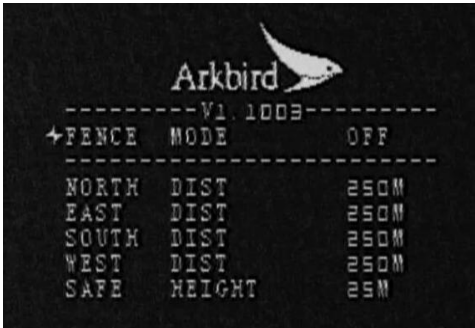 Arkbird
----------V1.1003----------
FENCE MODE OFF
---------------------------
NORTH DIST 250M
EAST DIST 250M
SOUTH DIST 250M
WEST DIST 250M
SAFE HEIGHT 25M